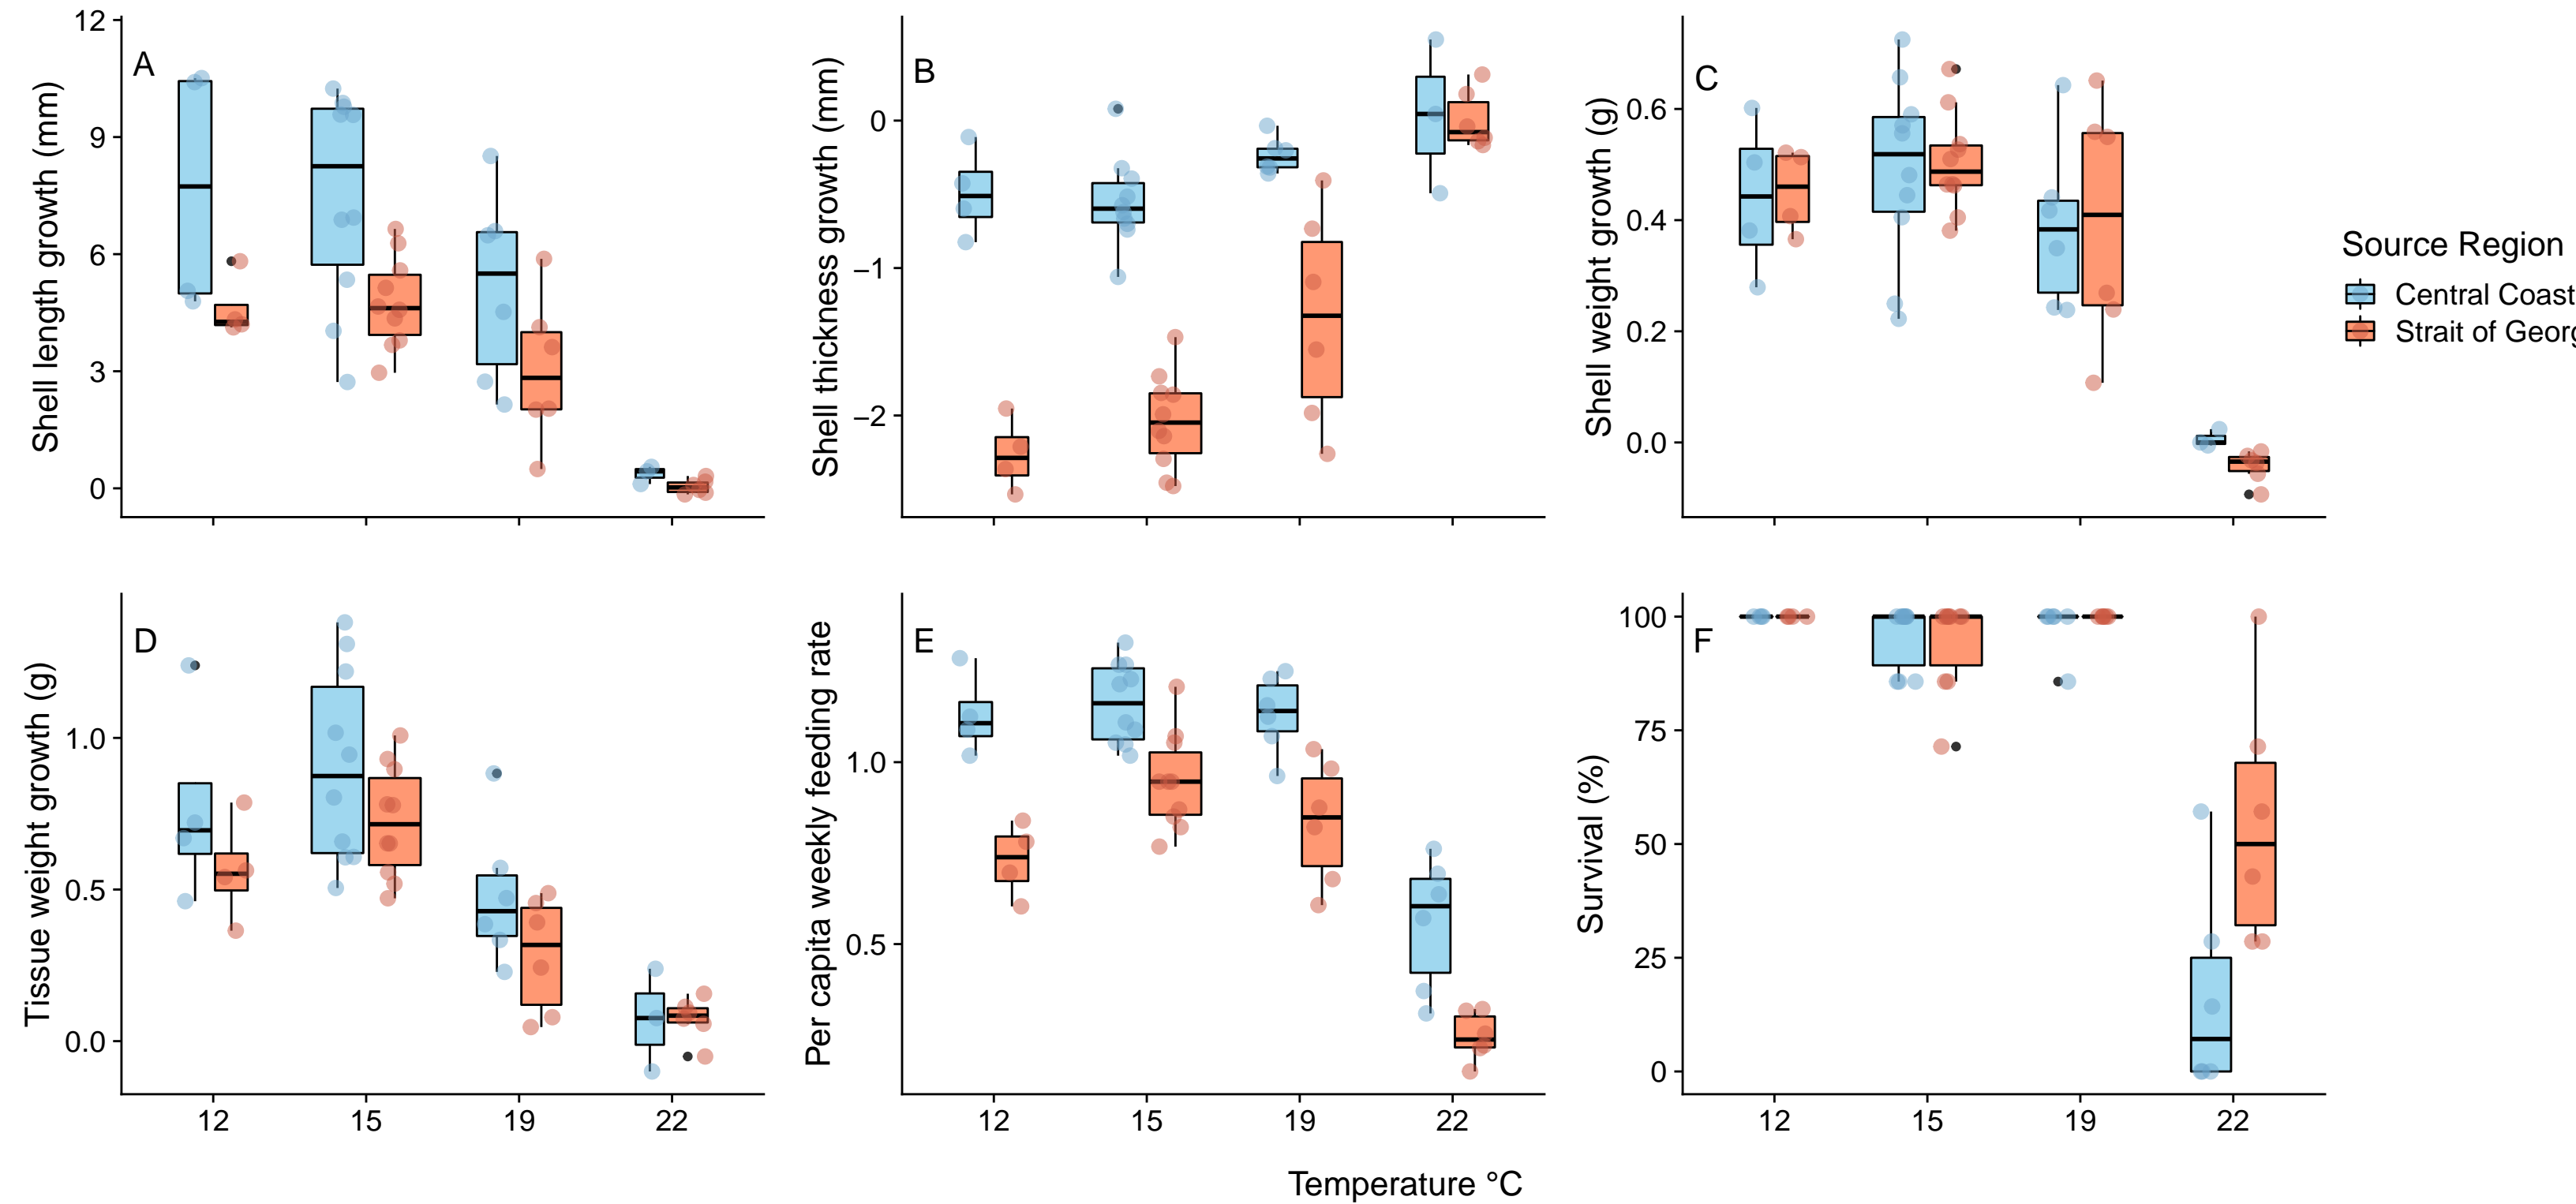 A
Shell length growth (mm)
12
9
6
3
0
B
Shell thickness growth (mm)
0
−1
−2
C
Shell weight growth (g)
0.6
0.4
0.2
0.0
Source Region
Central Coast
Strait of Georg
D
Tissue weight growth (g)
1.0
0.5
0.0
12 15 19 22
E
Per capita weekly feeding rate
1.0
0.5
12 15 19 22
F
Survival (%)
100
75
50
25
0
12 15 19 22
Temperature °C